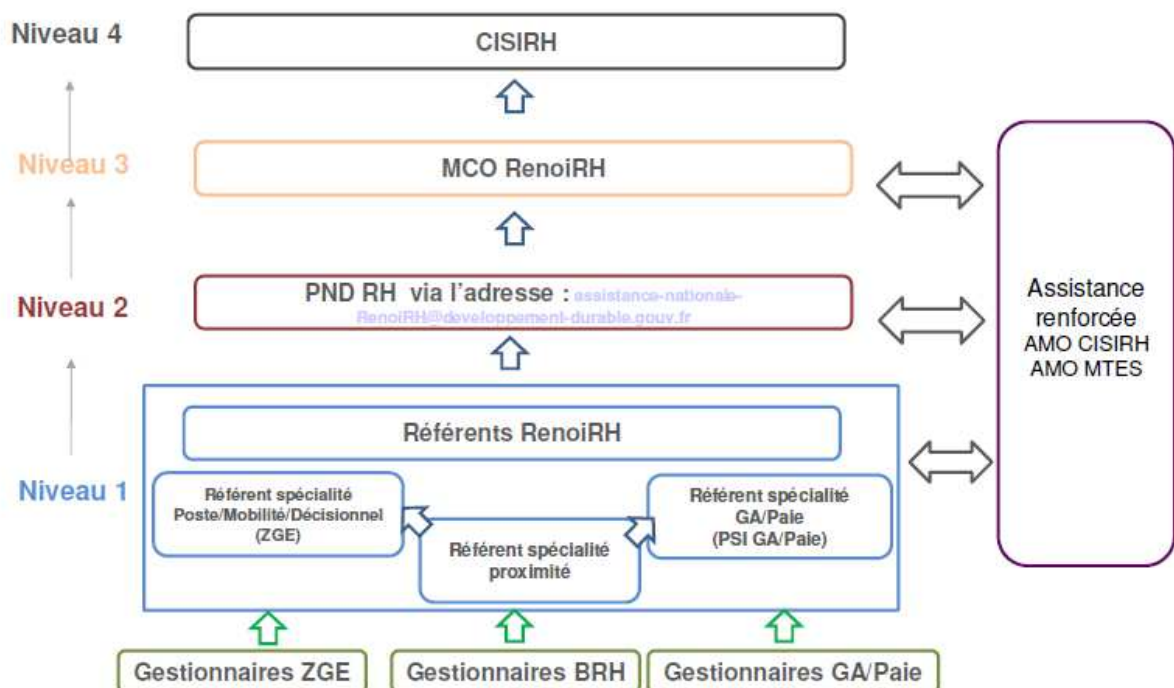 Niveau 4
CISIRH
Niveau 3
MCO RenoiRH
Niveau 2
PND RH via l'adresse : assistance-nationale-
RenoiRH@developpement-durable.gouv.fr
Assistance
renforcée
AMO CISIRH
AMO MTES
Niveau 1
Référents RenoiRH
Référent spécialité
Poste/Mobilité/Décisionnel
(ZGE)
Référent spécialité
proximité
Référent spécialité
GA/Paie
(PSI GA/Paie)
Gestionnaires ZGE
Gestionnaires BRH
Gestionnaires GA/Paie